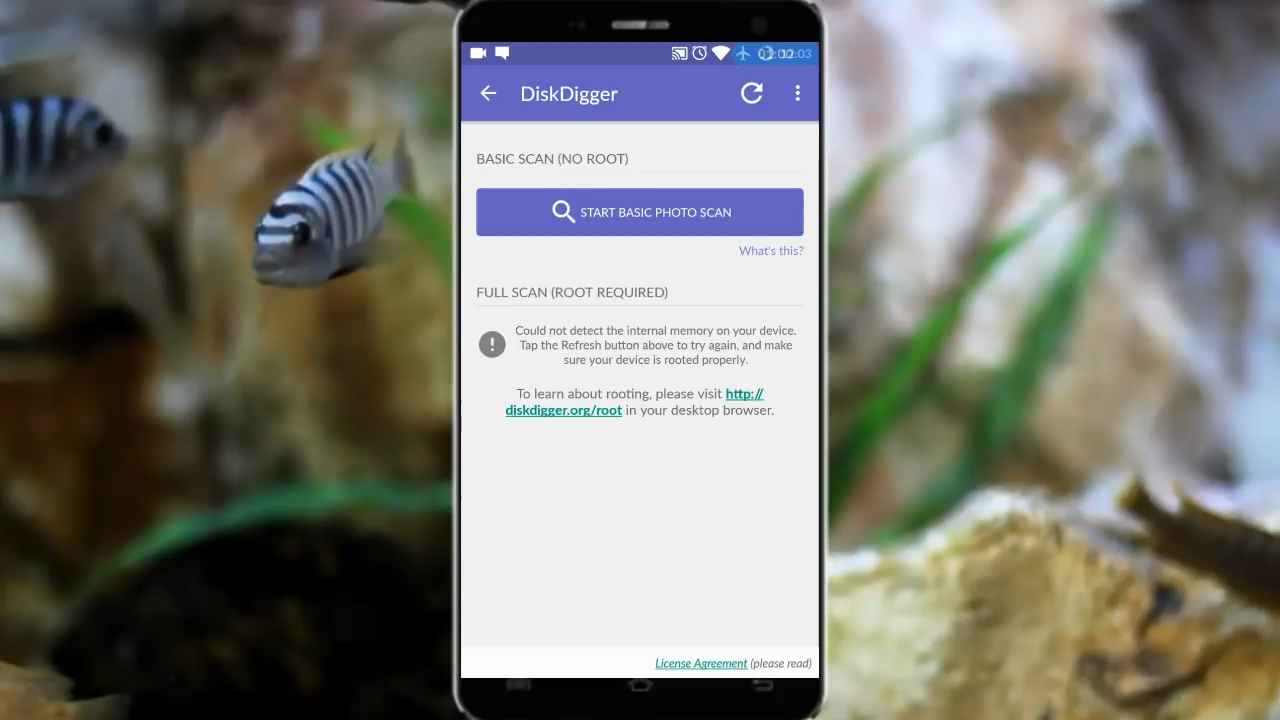 DiskDigger
BASIC SCAN (NO ROOT)
START BASIC PHOTO SCAN
What's this?
FULL SCAN (ROOT REQUIRED)
Could not detect the internal memory on your device.
Tap the Refresh button above to try again, and make
sure your device is rooted properly.
To learn about rooting, please visit http://
diskdigger.org/root in your desktop browser.
License Agreement (please read)